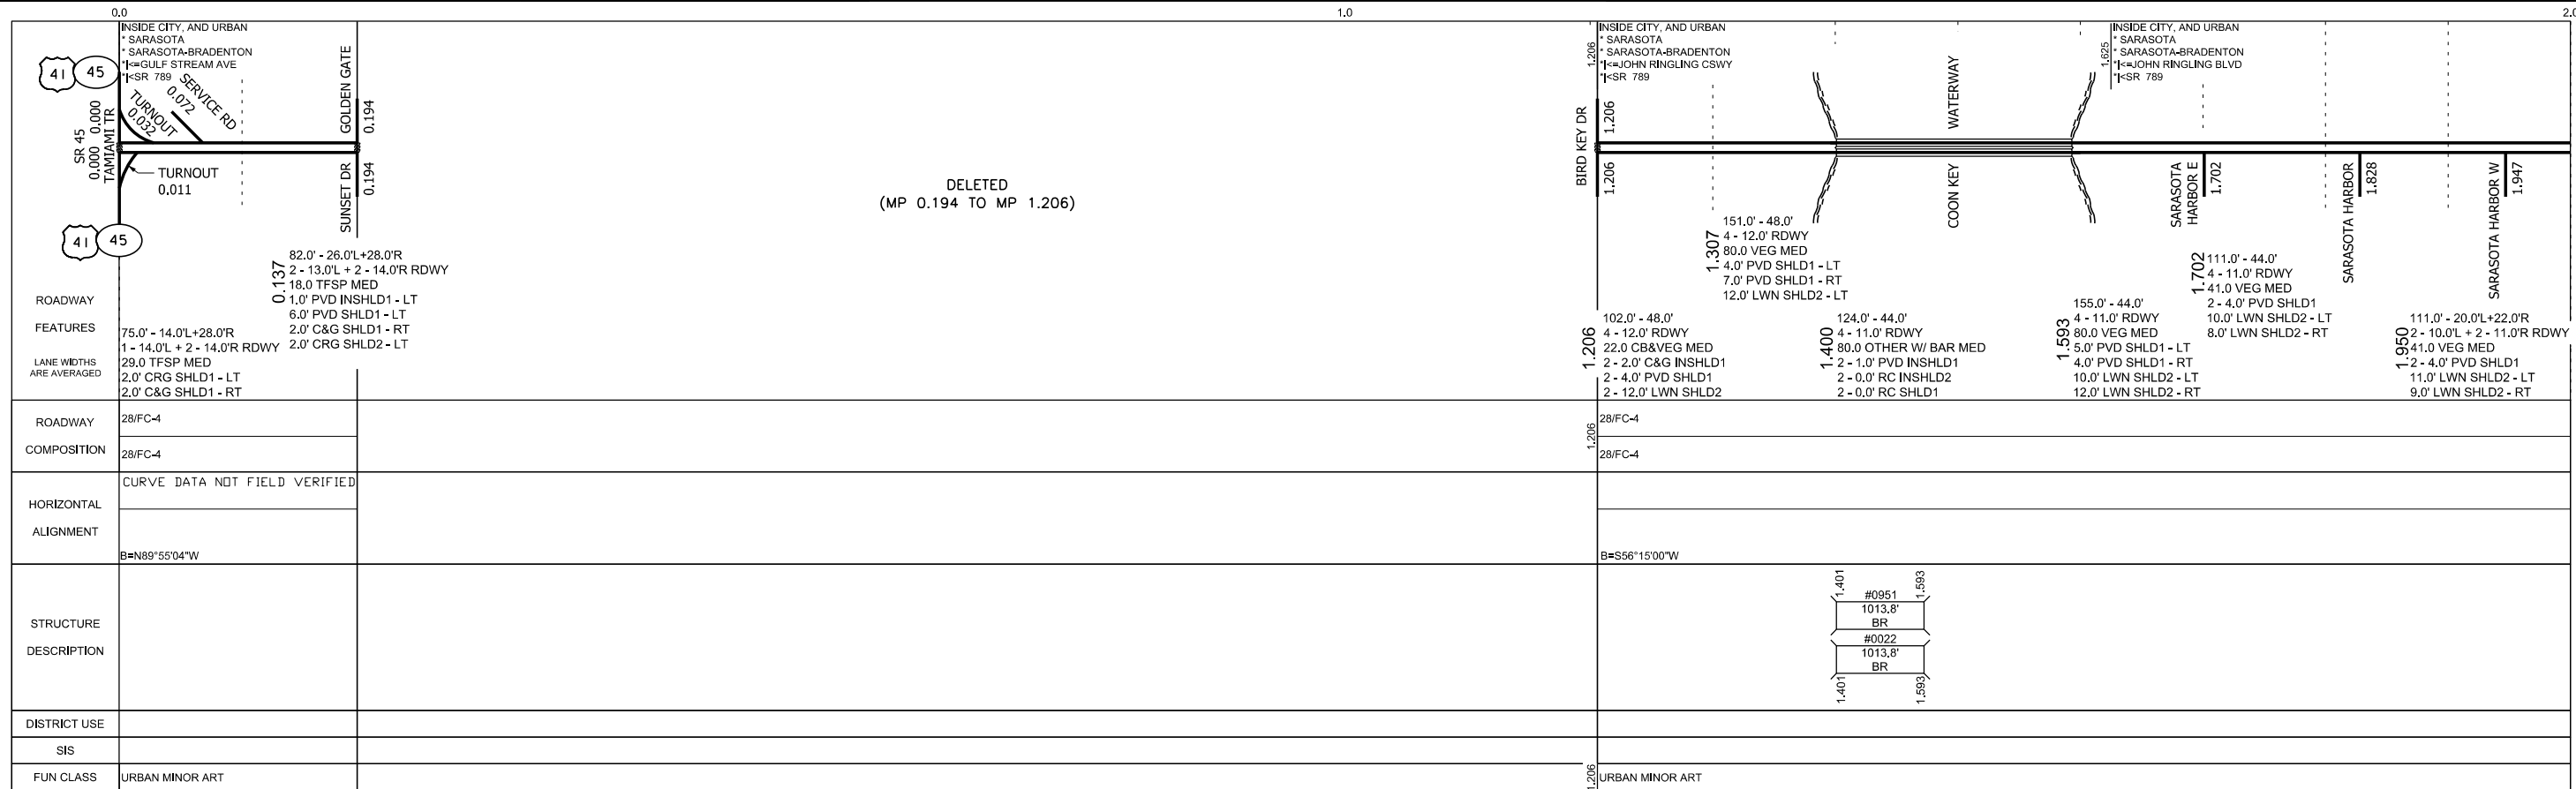 0.0
1.0
2.0
INSIDE CITY, AND URBAN
* SARASOTA
* SARASOTA-BRADENTON
*|<=GULF STREAM AVE
*|<SR 789
41
45
SERVICE RD
0.072
TURNOUT
0.032
SR 45
TAMIAMI TR
0.000
0.000
TURNOUT
0.011
41
45
GOLDEN GATE
0.194
SUNSET DR
0.194
DELETED
(MP 0.194 TO MP 1.206)
1.206
INSIDE CITY, AND URBAN
* SARASOTA
* SARASOTA-BRADENTON
*|<=JOHN RINGLING CSWY
*|<SR 789
BIRD KEY DR
1.206
1.206
WATERWAY
COON KEY
1.625
INSIDE CITY, AND URBAN
* SARASOTA
* SARASOTA-BRADENTON
*|<=JOHN RINGLING BLVD
*|<SR 789
SARASOTA
HARBOR E
1.702
SARASOTA HARBOR
1.828
SARASOTA HARBOR W
1.947
ROADWAY
FEATURES
LANE WIDTHS
ARE AVERAGED
75.0' - 14.0'L+28.0'R
1 - 14.0'L + 2 - 14.0'R RDWY
29.0 TFSP MED
2.0' CRG SHLD1 - LT
2.0' C&G SHLD1 - RT
0.137
82.0' - 26.0'L+28.0'R
2 - 13.0'L + 2 - 14.0'R RDWY
18.0 TFSP MED
1.0' PVD INSHLD1 - LT
6.0' PVD SHLD1 - LT
2.0' C&G SHLD1 - RT
2.0' CRG SHLD2 - LT
1.206
102.0' - 48.0'
4 - 12.0' RDWY
22.0 CB&VEG MED
2 - 2.0' C&G INSHLD1
2 - 4.0' PVD SHLD1
2 - 12.0' LWN SHLD2
1.307
151.0' - 48.0'
4 - 12.0' RDWY
80.0 VEG MED
4.0' PVD SHLD1 - LT
7.0' PVD SHLD1 - RT
12.0' LWN SHLD2 - LT
1.400
124.0' - 44.0'
4 - 11.0' RDWY
80.0 OTHER W/ BAR MED
2 - 1.0' PVD INSHLD1
2 - 0.0' RC INSHLD2
2 - 0.0' RC SHLD1
1.593
155.0' - 44.0'
4 - 11.0' RDWY
80.0 VEG MED
5.0' PVD SHLD1 - LT
4.0' PVD SHLD1 - RT
10.0' LWN SHLD2 - LT
12.0' LWN SHLD2 - RT
1.702
111.0' - 44.0'
4 - 11.0' RDWY
41.0 VEG MED
2 - 4.0' PVD SHLD1
10.0' LWN SHLD2 - LT
8.0' LWN SHLD2 - RT
1.950
111.0' - 20.0'L+22.0'R
2 - 10.0'L + 2 - 11.0'R RDWY
41.0 VEG MED
2 - 4.0' PVD SHLD1
11.0' LWN SHLD2 - LT
9.0' LWN SHLD2 - RT
ROADWAY
COMPOSITION
28/FC-4
28/FC-4
1.206
28/FC-4
28/FC-4
HORIZONTAL
ALIGNMENT
CURVE DATA NOT FIELD VERIFIED
B=N89°55'04"W
B=S56°15'00"W
STRUCTURE
DESCRIPTION
1.401
1.593
#0951
1013.8'
BR
#0022
1013.8'
BR
1.401
1.593
DISTRICT USE
SIS
FUN CLASS
URBAN MINOR ART
1.206
URBAN MINOR ART